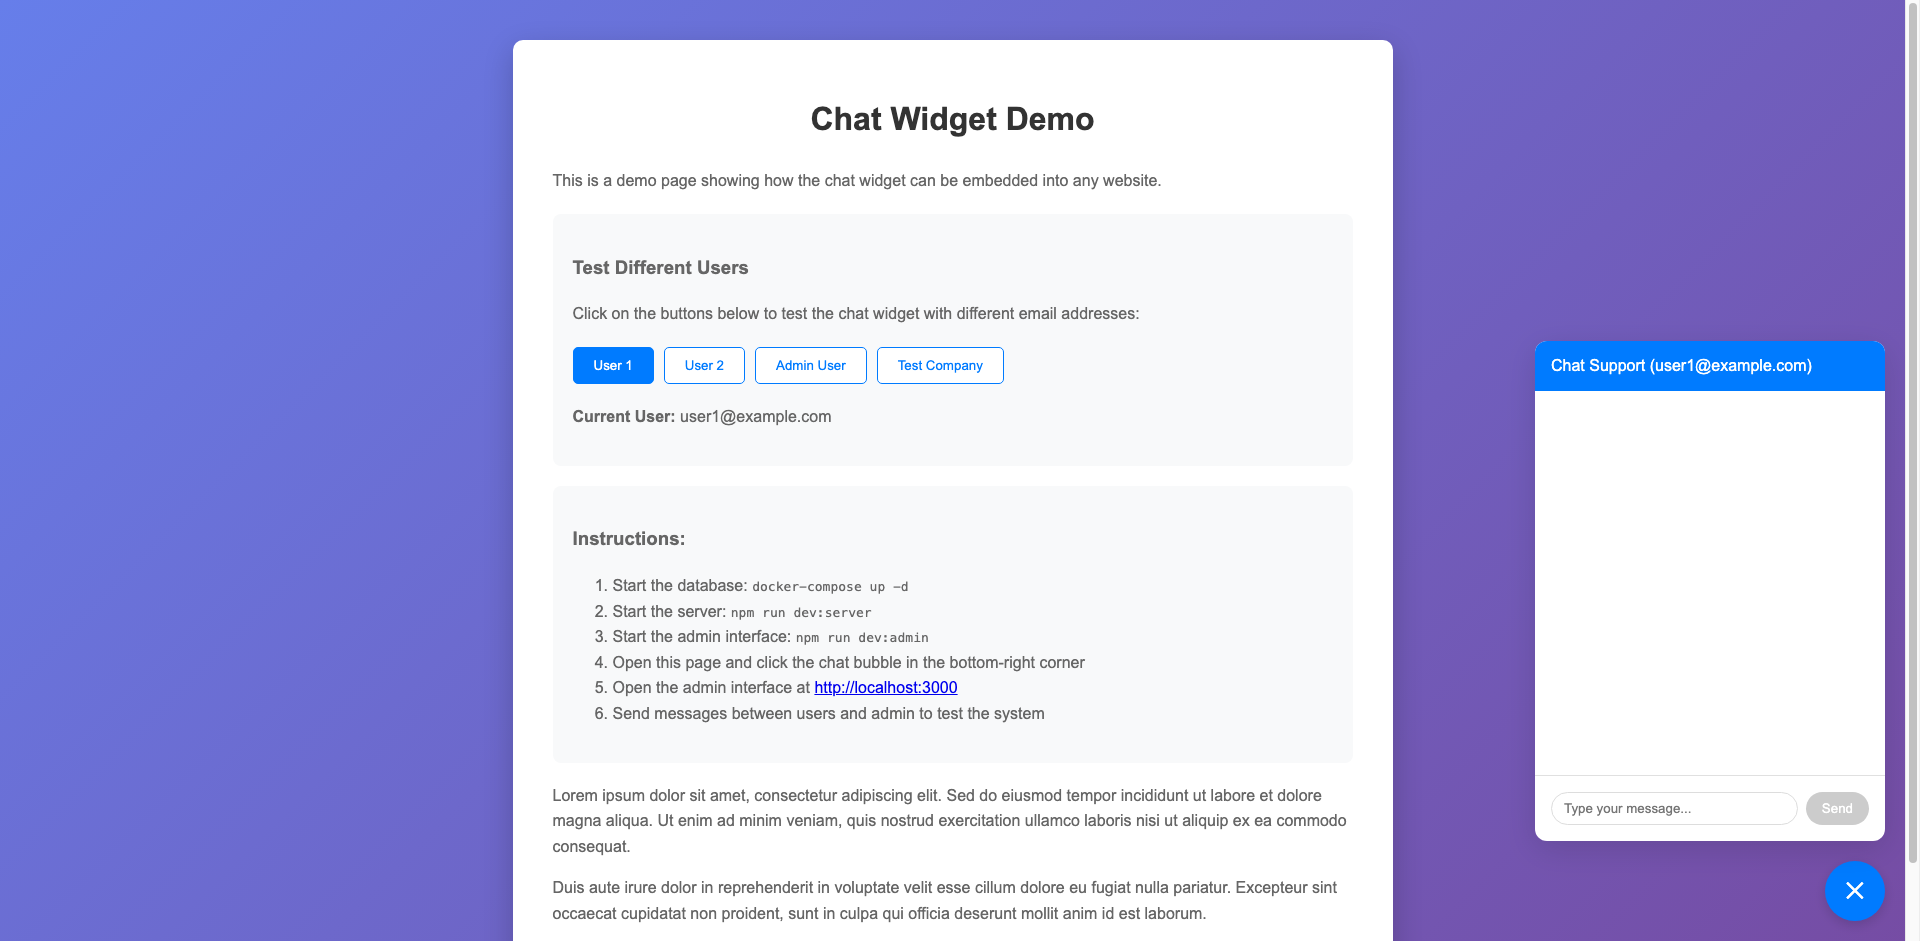 Chat Widget Demo
This is a demo page showing how the chat widget can be embedded into any website.
Test Different Users
Click on the buttons below to test the chat widget with different email addresses:
User 1
User 2
Admin User
Test Company
Current User: user1@example.com
Instructions:
1. Start the database: docker-compose up -d
2. Start the server: npm run dev:server
3. Start the admin interface: npm run dev:admin
4. Open this page and click the chat bubble in the bottom-right corner
5. Open the admin interface at http://localhost:3000
6. Send messages between users and admin to test the system
Lorem ipsum dolor sit amet, consectetur adipiscing elit. Sed do eiusmod tempor incididunt ut labore et dolore
magna aliqua. Ut enim ad minim veniam, quis nostrud exercitation ullamco laboris nisi ut aliquip ex ea commodo
consequat.
Duis aute irure dolor in reprehenderit in voluptate velit esse cillum dolore eu fugiat nulla pariatur. Excepteur sint
occaecat cupidatat non proident, sunt in culpa qui officia deserunt mollit anim id est laborum.
Chat Support (user1@example.com)
Type your message...
Send